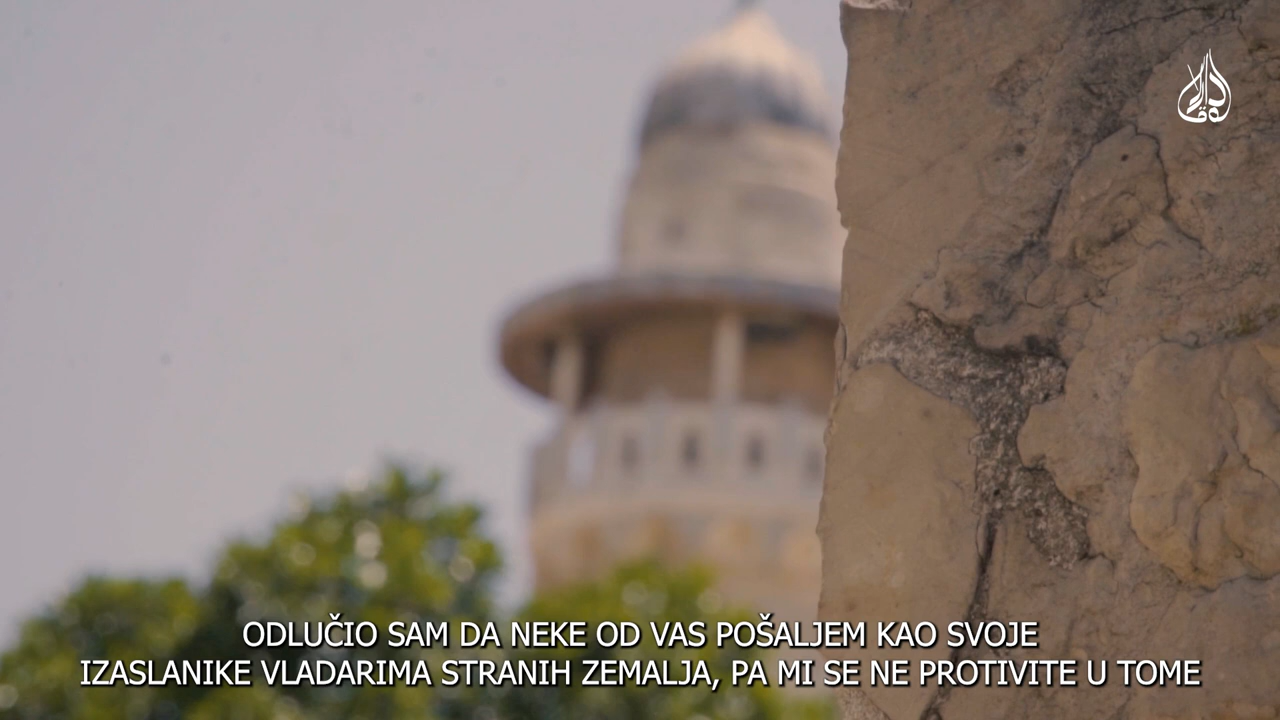 ODLUČIO SAM DA NEKE OD VAS POŠALJEM KAO SVOJE
IZASLANIKE VLADARIMA STRANIH ZEMALJA, PA MI SE NE PROTIVITE U TOME